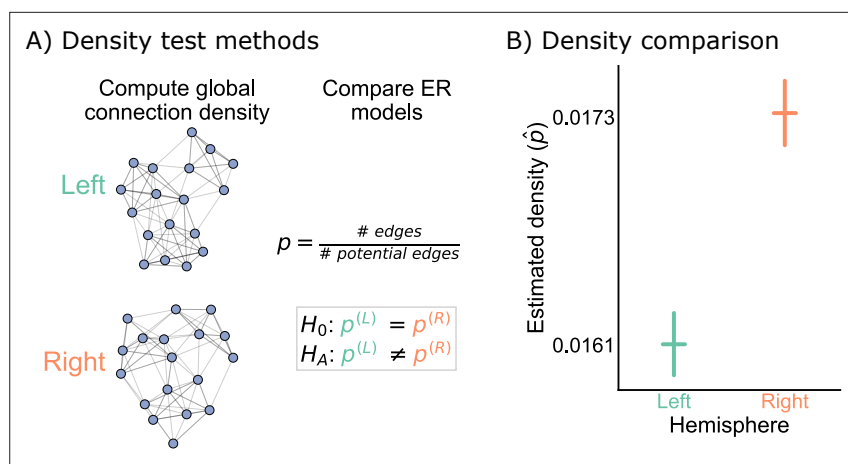 A) Density test methods
Compute global
connection density
Compare ER
models
Left
Right
p = # edges / # potential edges
H₀: p⁽ᴸ⁾ = p⁽ᴿ⁾
H_A: p⁽ᴸ⁾ ≠ p⁽ᴿ⁾
B) Density comparison
Estimated density (p̂)
0.0173
0.0161
Left Right
Hemisphere